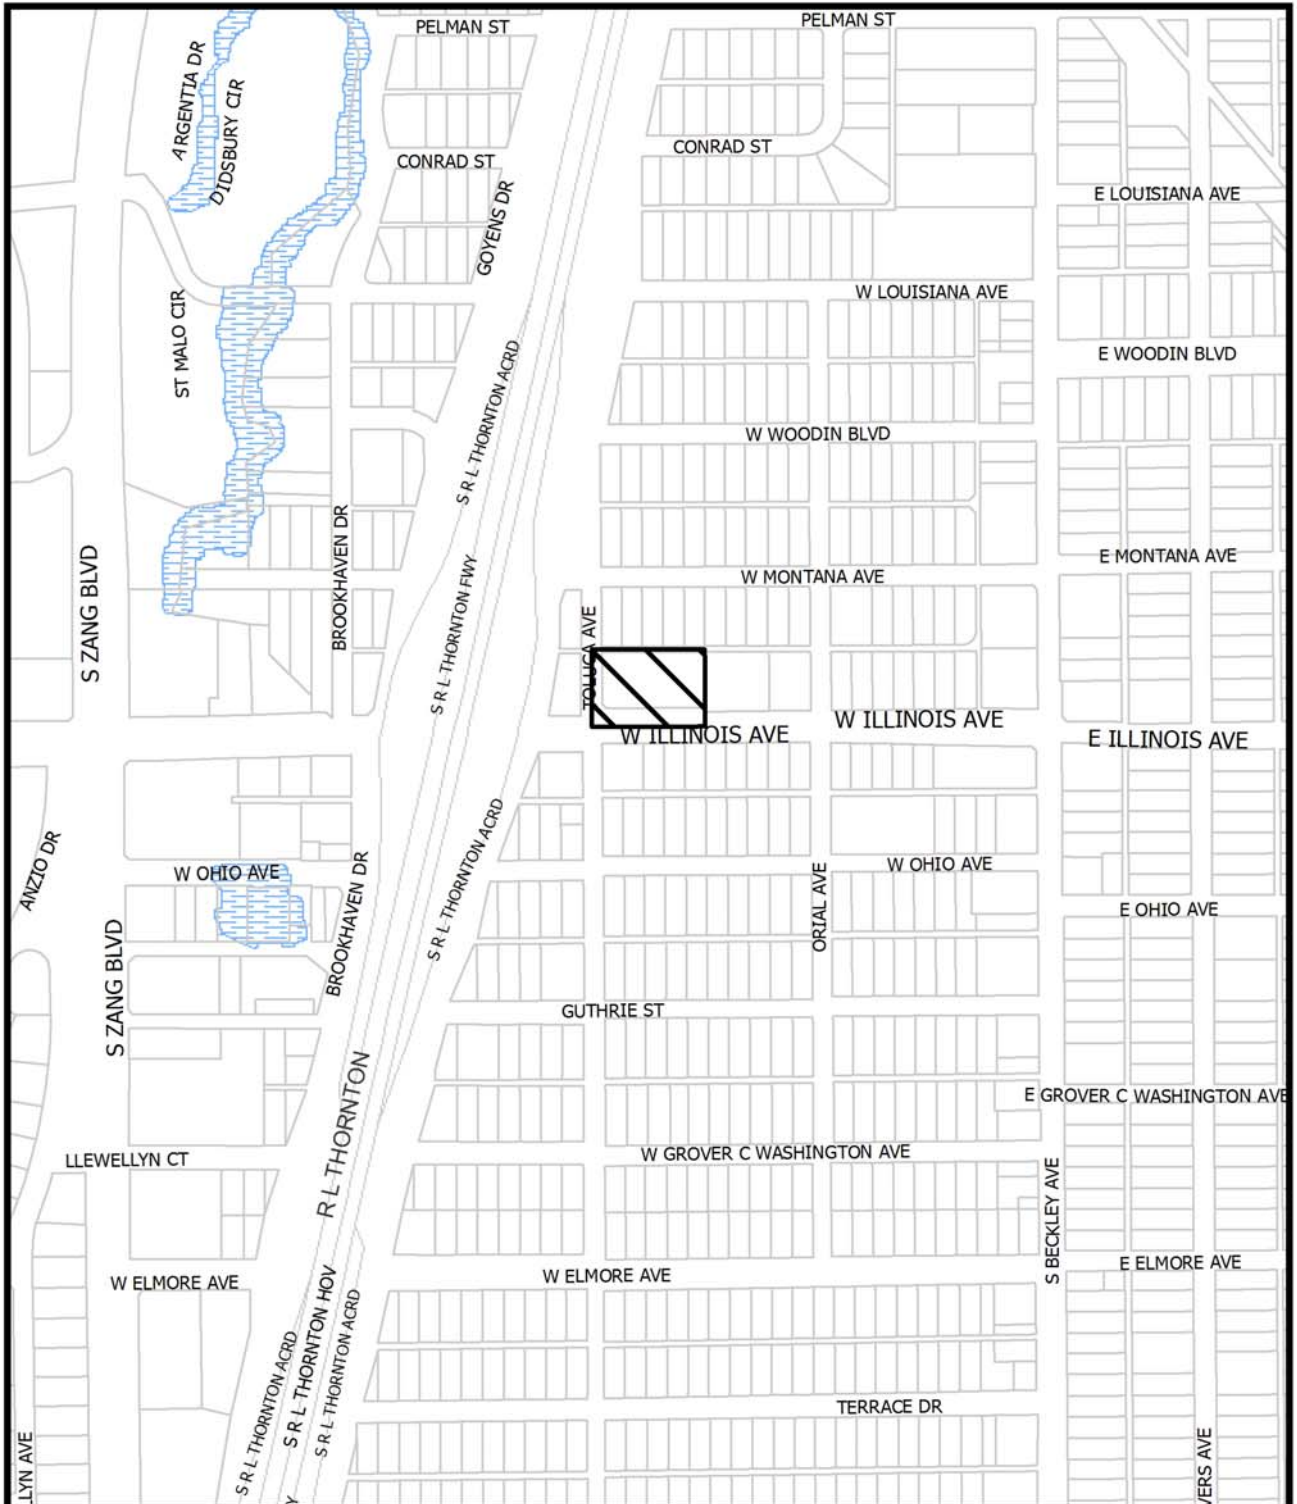 PELMAN ST
PELMAN ST
ARGENTIA DR
DIDSBURY CIR
CONRAD ST
CONRAD ST
GOYENS DR
E LOUISIANA AVE
W LOUISIANA AVE
ST MALO CIR
E WOODIN BLVD
S R L THORNTON ACRD
W WOODIN BLVD
BROOKHAVEN DR
S ZANG BLVD
E MONTANA AVE
W MONTANA AVE
S R L THORNTON FWY
TOLUCA AVE
W ILLINOIS AVE
W ILLINOIS AVE
E ILLINOIS AVE
ANZIO DR
W OHIO AVE
BROOKHAVEN DR
S R L THORNTON ACRD
W OHIO AVE
ORIAL AVE
E OHIO AVE
S ZANG BLVD
GUTHRIE ST
R L THORNTON
E GROVER C WASHINGTON AVE
LLEWELLYN CT
W GROVER C WASHINGTON AVE
S BECKLEY AVE
W ELMORE AVE
W ELMORE AVE
E ELMORE AVE
S R L THORNTON ACRD
S R L THORNTON HOV
S R L THORNTON ACRD
TERRACE DR
LLYN AVE
VERS AVE
Y